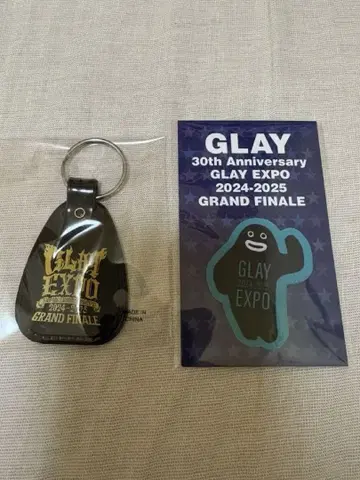 GLAY
EXPO
2024-2025
GRAND FINALE
MADE IN
CHINA
GLAY
30th Anniversary
GLAY EXPO
2024-2025
GRAND FINALE
GLAY
EXPO